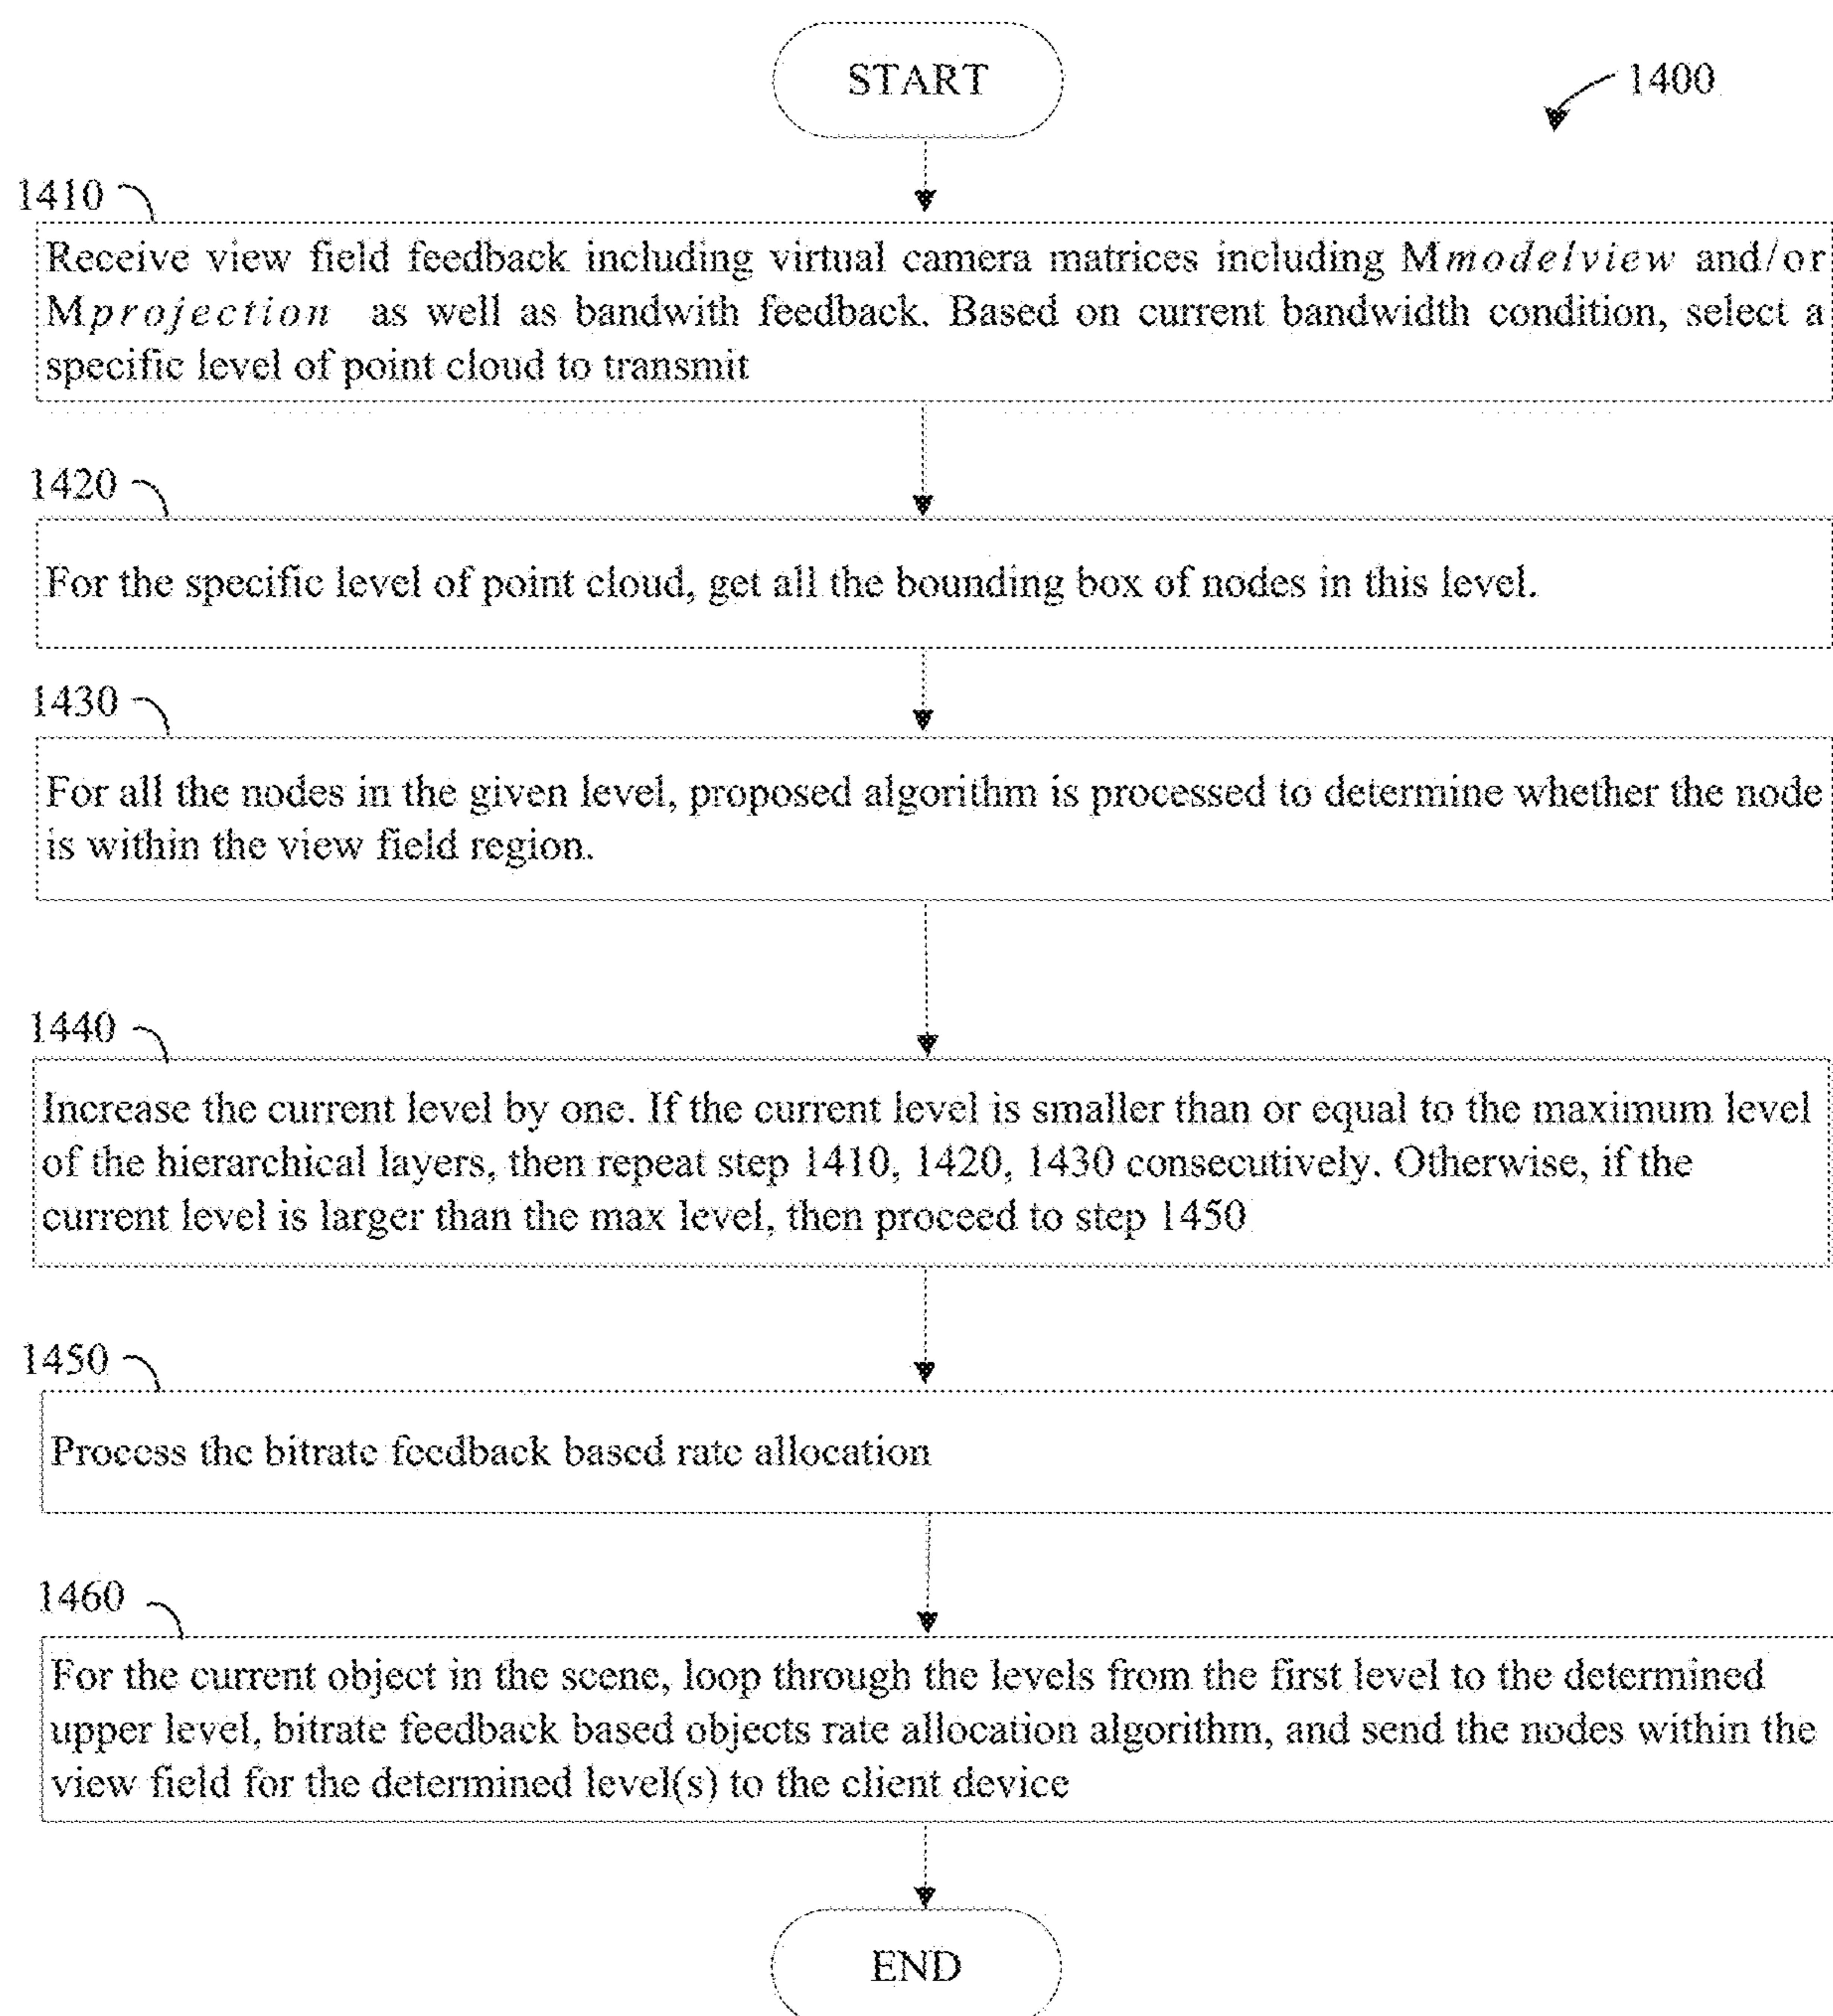 START
1400
1410
Receive view field feedback including virtual camera matrices including Mmodelview and/or
Mprojection as well as bandwith feedback. Based on current bandwidth condition, select a
specific level of point cloud to transmit
1420
For the specific level of point cloud, get all the bounding box of nodes in this level.
1430
For all the nodes in the given level, proposed algorithm is processed to determine whether the node
is within the view field region.
1440
Increase the current level by one. If the current level is smaller than or equal to the maximum level
of the hierarchical layers, then repeat step 1410, 1420, 1430 consecutively. Otherwise, if the
current level is larger than the max level, then proceed to step 1450
1450
Process the bitrate feedback based rate allocation
1460
For the current object in the scene, loop through the levels from the first level to the determined
upper level, bitrate feedback based objects rate allocation algorithm, and send the nodes within the
view field for the determined level(s) to the client device
END